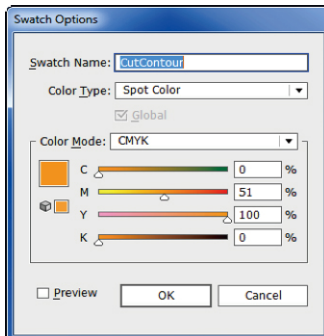 Swatch Options
Swatch Name: CutContour
Color Type: Spot Color
Global
Color Mode: CMYK
C 0 %
M 51 %
Y 100 %
K 0 %
Preview OK Cancel